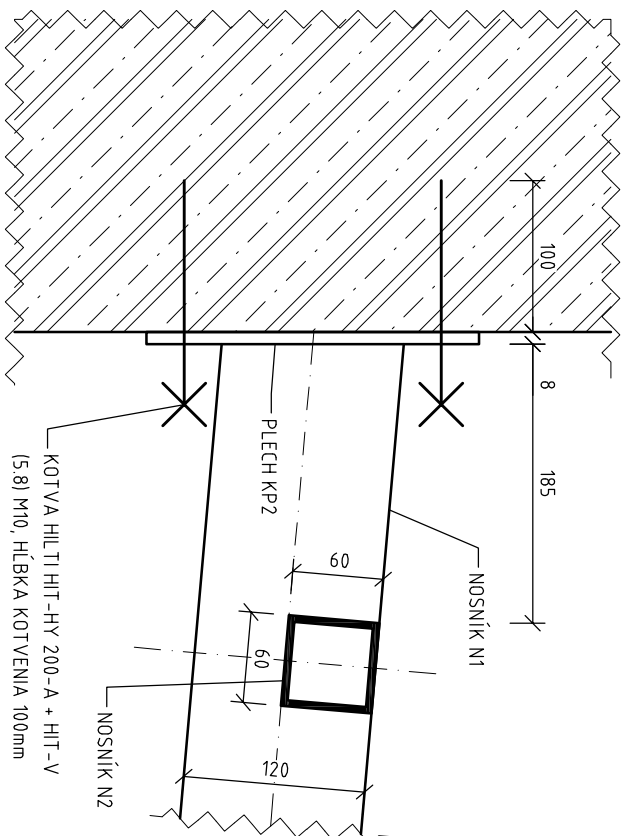 100
8
185
PLECH KP2
NOSNÍK N1
60
60
120
NOSNÍK N2
KOTVA HILTI HIT-HY 200-A + HIT-V
(5.8) M10, HĹBKA KOTVENIA 100mm